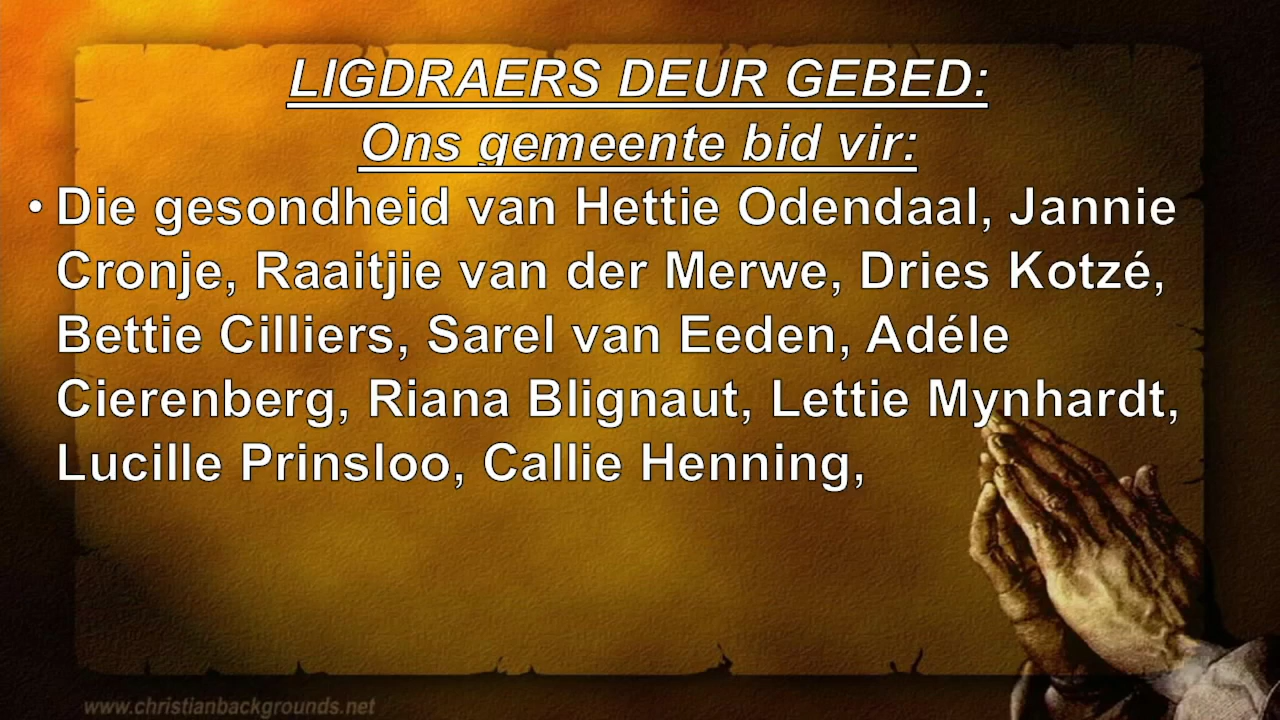 LIGDRAERS DEUR GEBED:
Ons gemeente bid vir:
• Die gesondheid van Hettie Odendaal, Jannie
Cronje, Raaitjie van der Merwe, Dries Kotzé,
Bettie Cilliers, Sarel van Eeden, Adéle
Cierenberg, Riana Blignaut, Lettie Mynhardt,
Lucille Prinsloo, Callie Henning,
www.christianbackgrounds.net